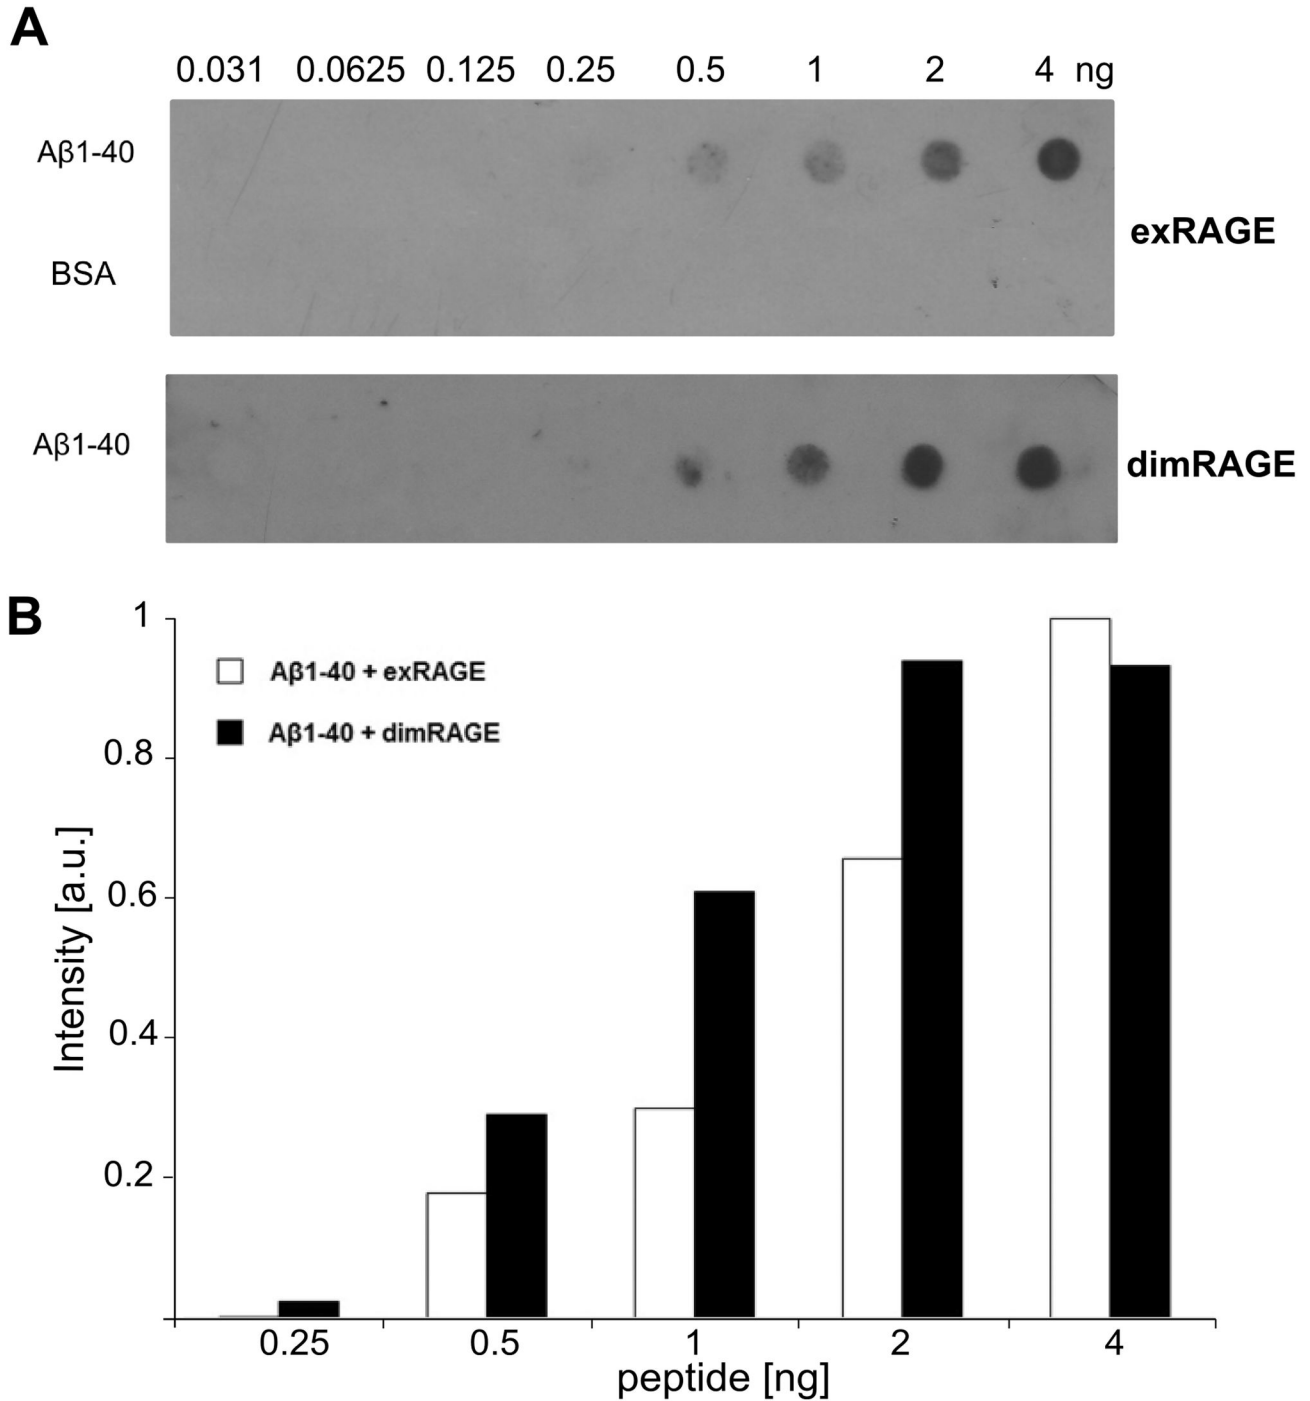 A
0.031 0.0625 0.125 0.25 0.5 1 2 4 ng
Aβ1-40
exRAGE
BSA
Aβ1-40
dimRAGE
B
1
Aβ1-40 + exRAGE
Aβ1-40 + dimRAGE
0.8
0.6
0.4
0.2
Intensity [a.u.]
0.25 0.5 1 2 4
peptide [ng]